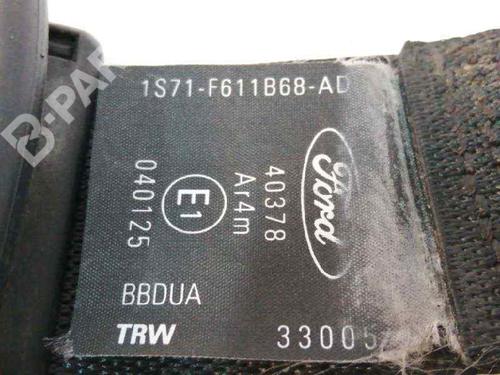 1S71-F611B68-AD
Ford
40378
Ar4m
E1
040125
BBDUA
TRW
33005
B-PARTS